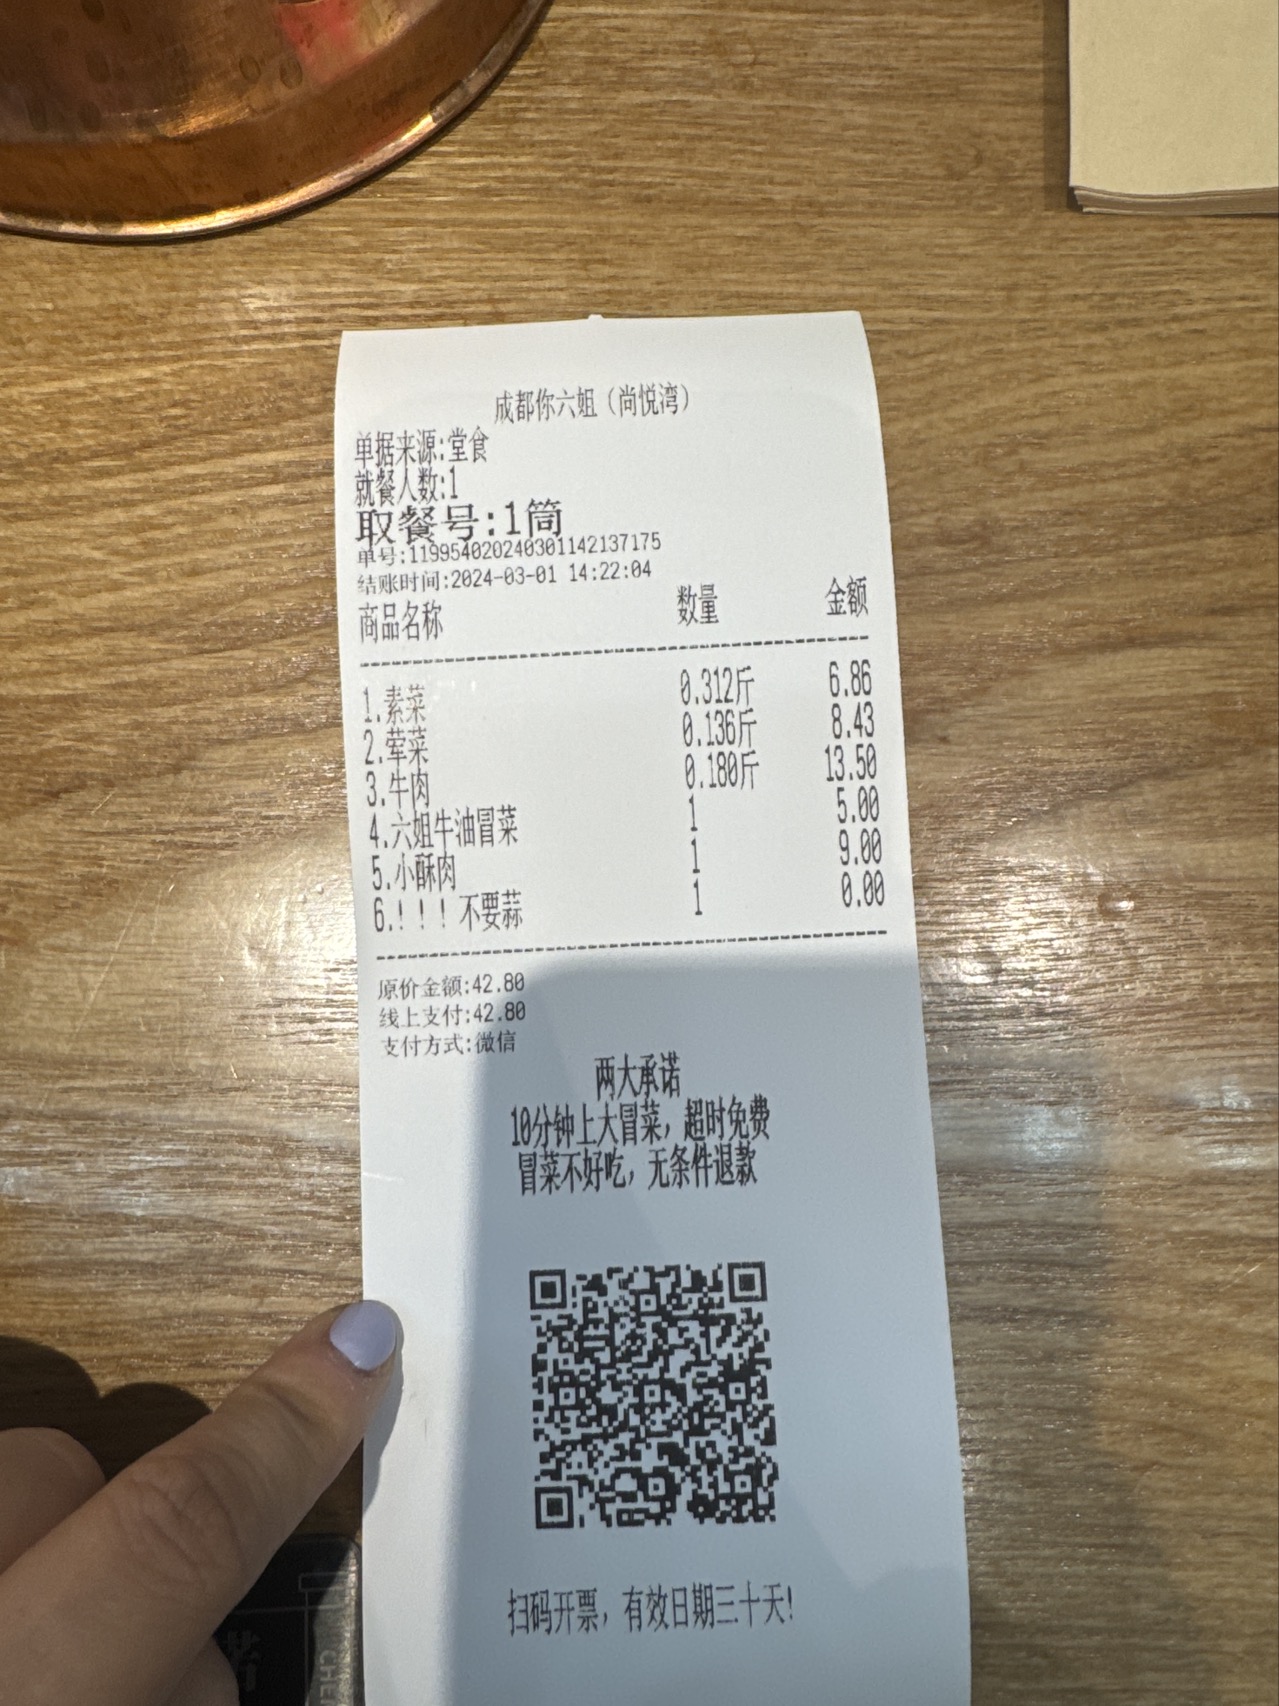 成都你六姐（尚悦湾）
单据来源:堂食
就餐人数:1
取餐号:1筒
单号:119954020240301142137175
结账时间:2024-03-01 14:22:04
商品名称 数量 金额
1.素菜 0.312斤 6.86
2.荤菜 0.136斤 8.43
3.牛肉 0.180斤 13.50
4.六姐牛油冒菜 1 5.00
5.小酥肉 1 9.00
6.！！！不要蒜 1 0.00
原价金额:42.80
线上支付:42.80
支付方式:微信
两大承诺
10分钟上大冒菜，超时免费
冒菜不好吃，无条件退款
扫码开票，有效日期三十天!